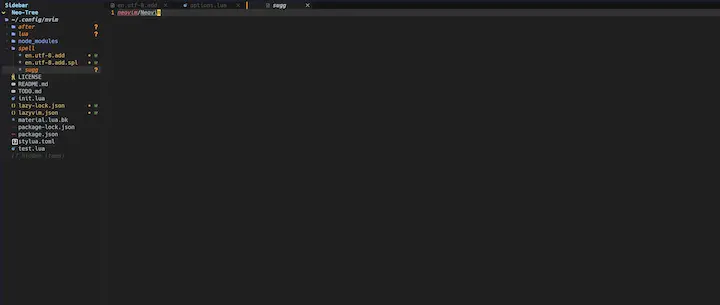 Sidebar
en.utf-8.add
options.lua
sugg
Neo-Tree
1 neovim/Neovim
~/.config/nvim
after ?
lua ?
node_modules
spell
en.utf-8.add
en.utf-8.add.spl
sugg ?
LICENSE
README.md
TODO.md
init.lua
lazy-lock.json
lazyvim.json
material.lua.bk
package-lock.json
package.json
stylua.toml
test.lua